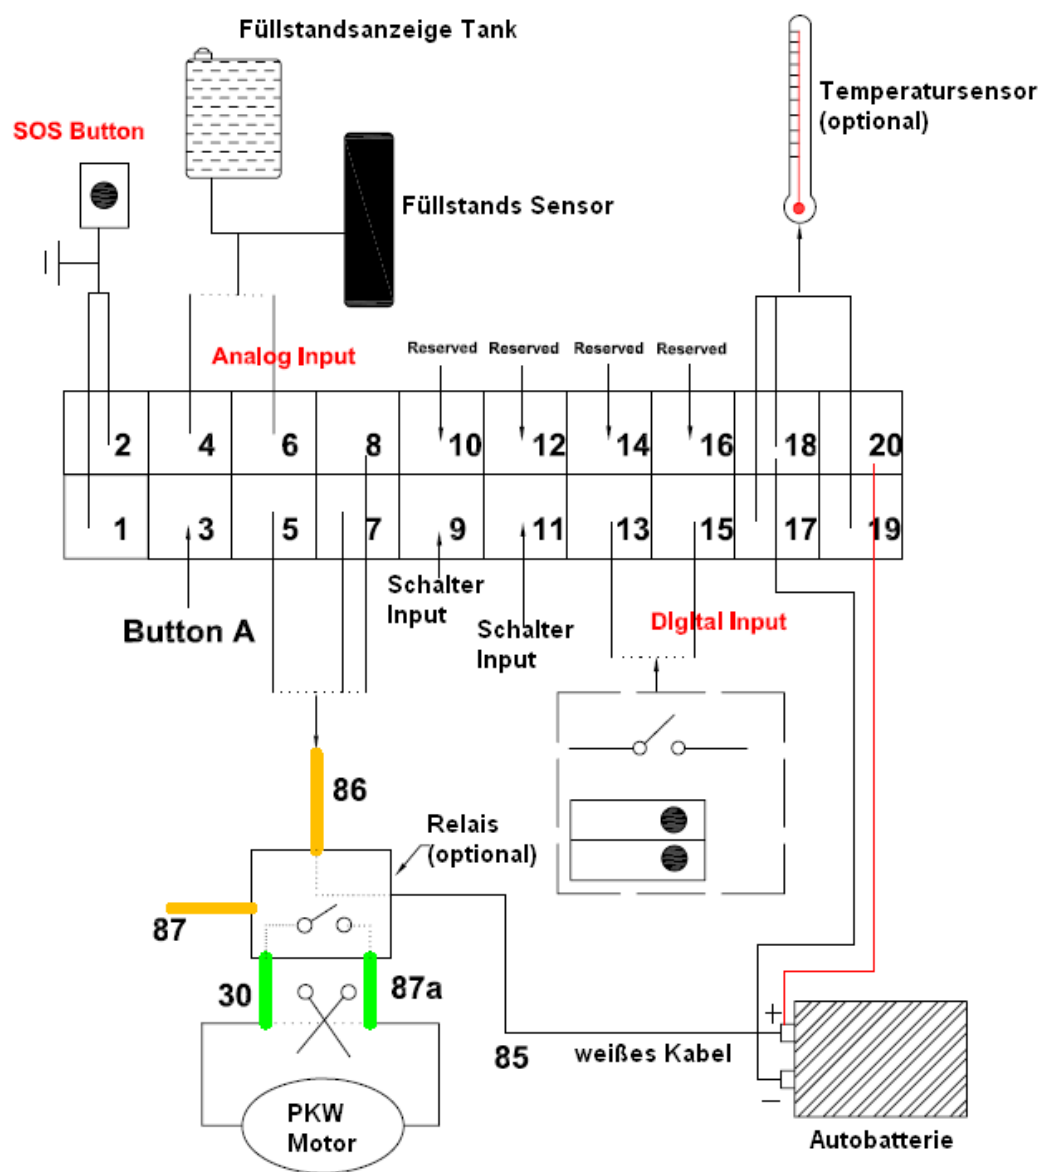 Füllstandsanzeige Tank
SOS Button
Temperatursensor
(optional)
Füllstands Sensor
Analog Input
Reserved
Reserved
Reserved
Reserved
2
4
6
8
10
12
14
16
18
20
1
3
5
7
9
11
13
15
17
19
Button A
Schalter
Input
Schalter
Input
DIgItal Input
86
Relais
(optional)
87
30
87a
+
85
weißes Kabel
−
PKW
Motor
Autobatterie